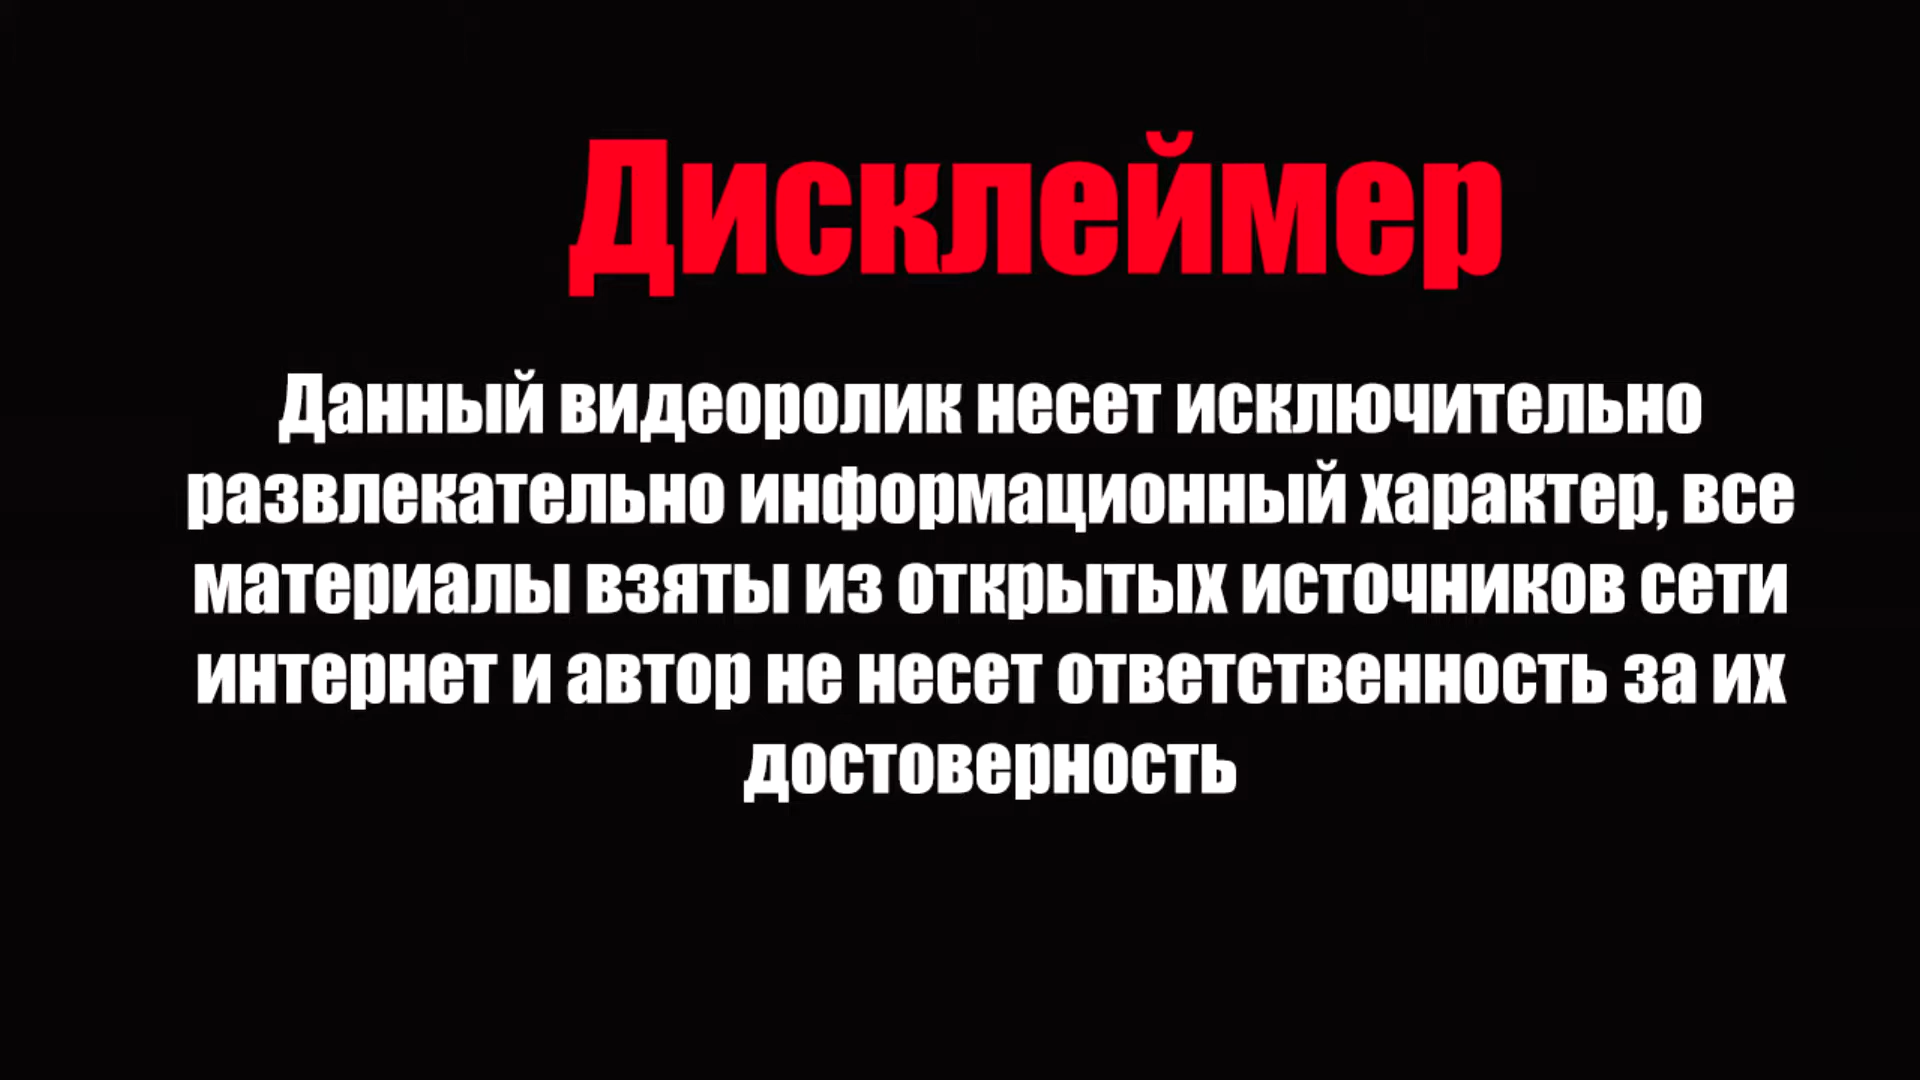 Дисклеймер
Данный видеоролик несет исключительно
развлекательно информационный характер, все
материалы взяты из открытых источников сети
интернет и автор не несет ответственность за их
достоверность